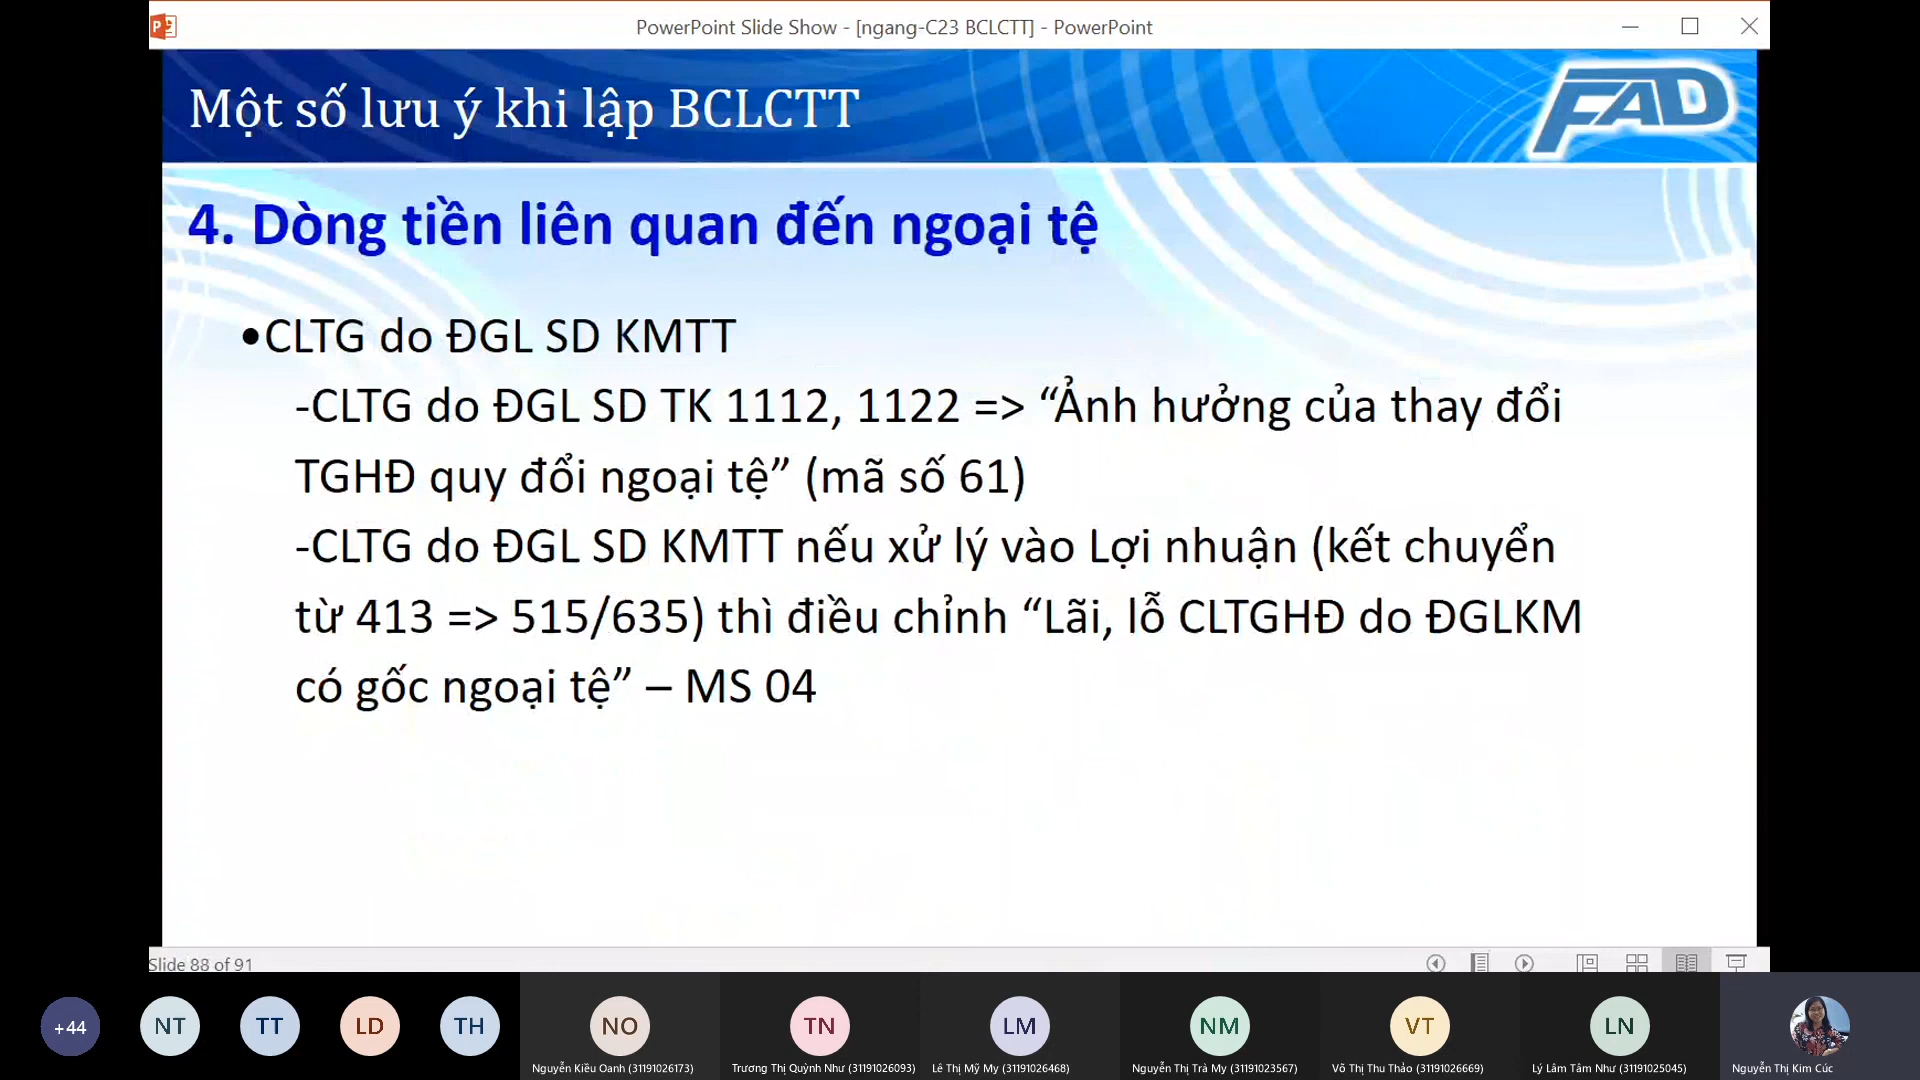 PowerPoint Slide Show - [ngang-C23 BCLCTT] - PowerPoint
Một số lưu ý khi lập BCLCTT
FAD
4. Dòng tiền liên quan đến ngoại tệ
•CLTG do ĐGL SD KMTT
-CLTG do ĐGL SD TK 1112, 1122 => “Ảnh hưởng của thay đổi
TGHĐ quy đổi ngoại tệ” (mã số 61)
-CLTG do ĐGL SD KMTT nếu xử lý vào Lợi nhuận (kết chuyển
từ 413 => 515/635) thì điều chỉnh “Lãi, lỗ CLTGHĐ do ĐGLKM
có gốc ngoại tệ” – MS 04
Slide 88 of 91
+44
NT
TT
LD
TH
NO
TN
LM
NM
VT
LN
Nguyễn Kiều Oanh (31191026173)
Trương Thị Quỳnh Như (31191026093)
Lê Thị Mỹ My (31191026468)
Nguyễn Thị Trà My (31191023567)
Võ Thị Thu Thảo (31191026669)
Lý Lâm Tâm Như (31191025045)
Nguyễn Thị Kim Cúc